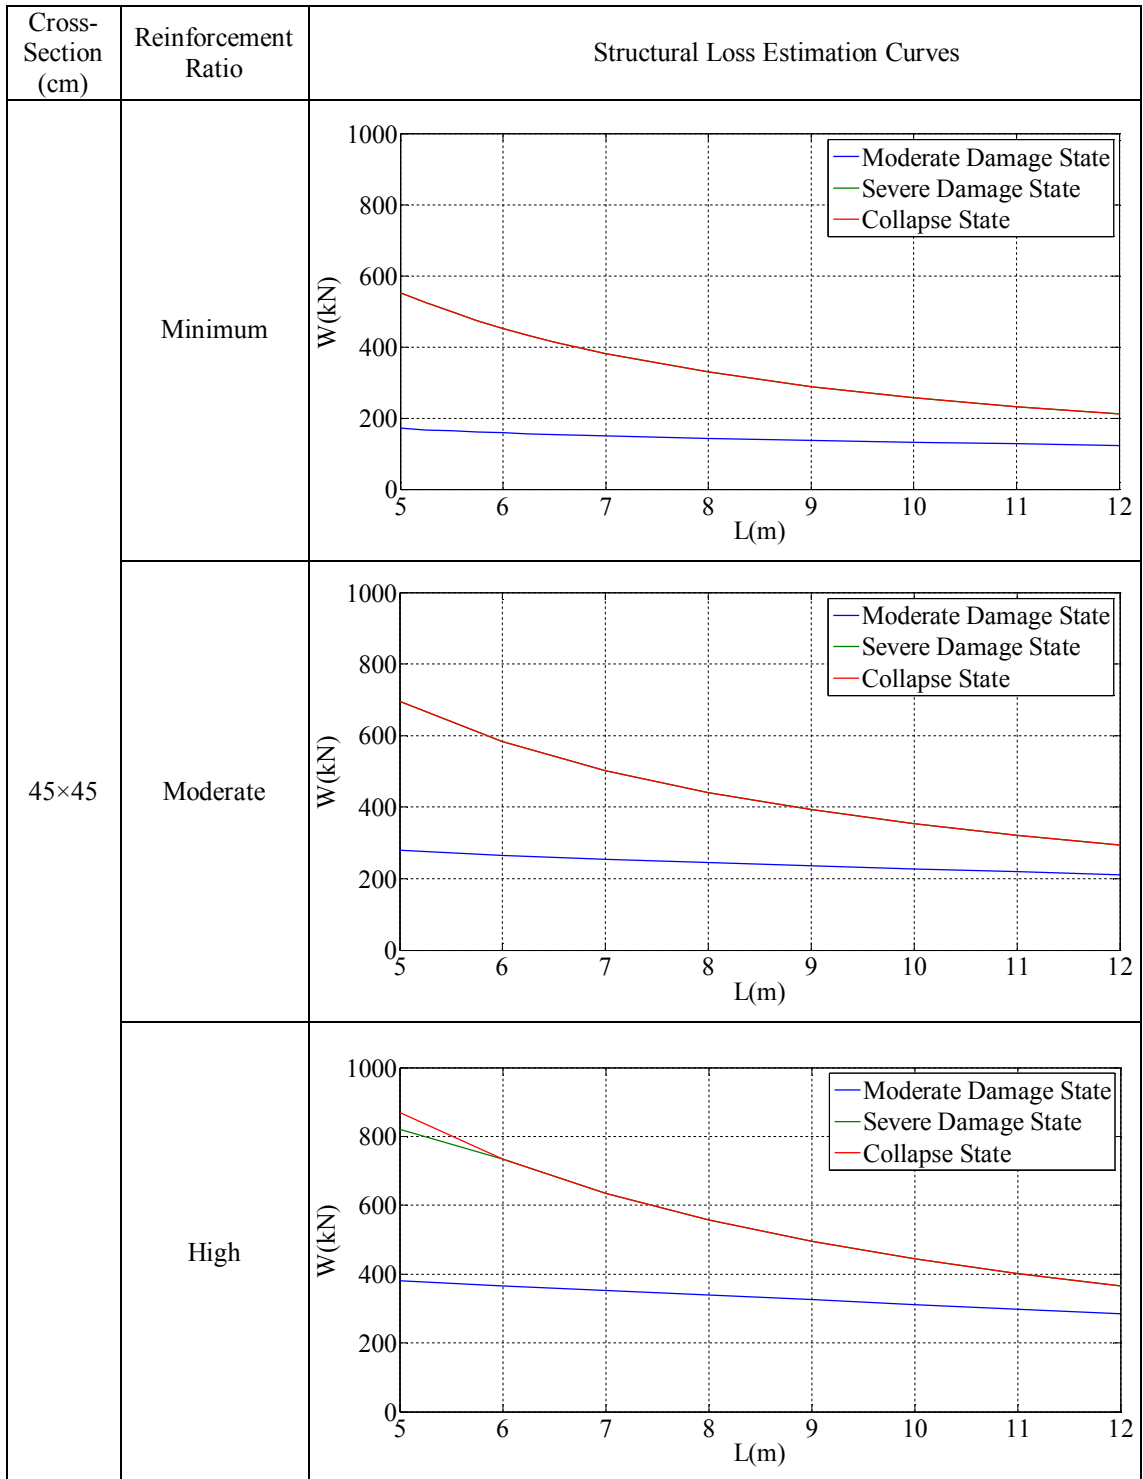 Cross-
Section
(cm)
Reinforcement
Ratio
Structural Loss Estimation Curves
45×45
Minimum
1000
800
600
400
200
0
W(kN)
5 6 7 8 9 10 11 12
L(m)
Moderate Damage State
Severe Damage State
Collapse State
Moderate
1000
800
600
400
200
0
W(kN)
5 6 7 8 9 10 11 12
L(m)
Moderate Damage State
Severe Damage State
Collapse State
High
1000
800
600
400
200
0
W(kN)
5 6 7 8 9 10 11 12
L(m)
Moderate Damage State
Severe Damage State
Collapse State